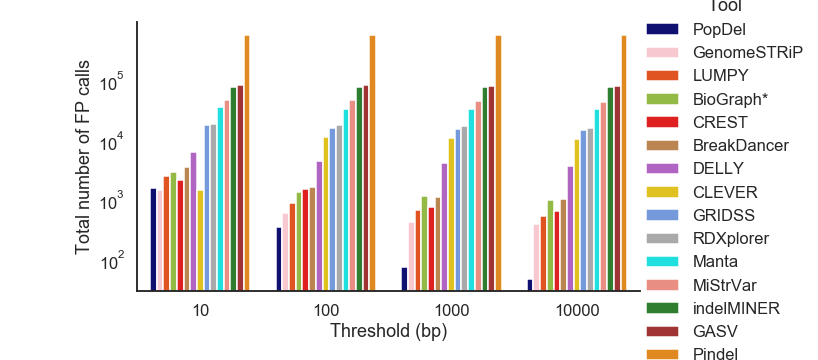 Tool
PopDel
GenomeSTRiP
LUMPY
BioGraph*
CREST
BreakDancer
DELLY
CLEVER
GRIDSS
RDXplorer
Manta
MiStrVar
indelMINER
GASV
Pindel
Total number of FP calls
10^5
10^4
10^3
10^2
10 100 1000 10000
Threshold (bp)